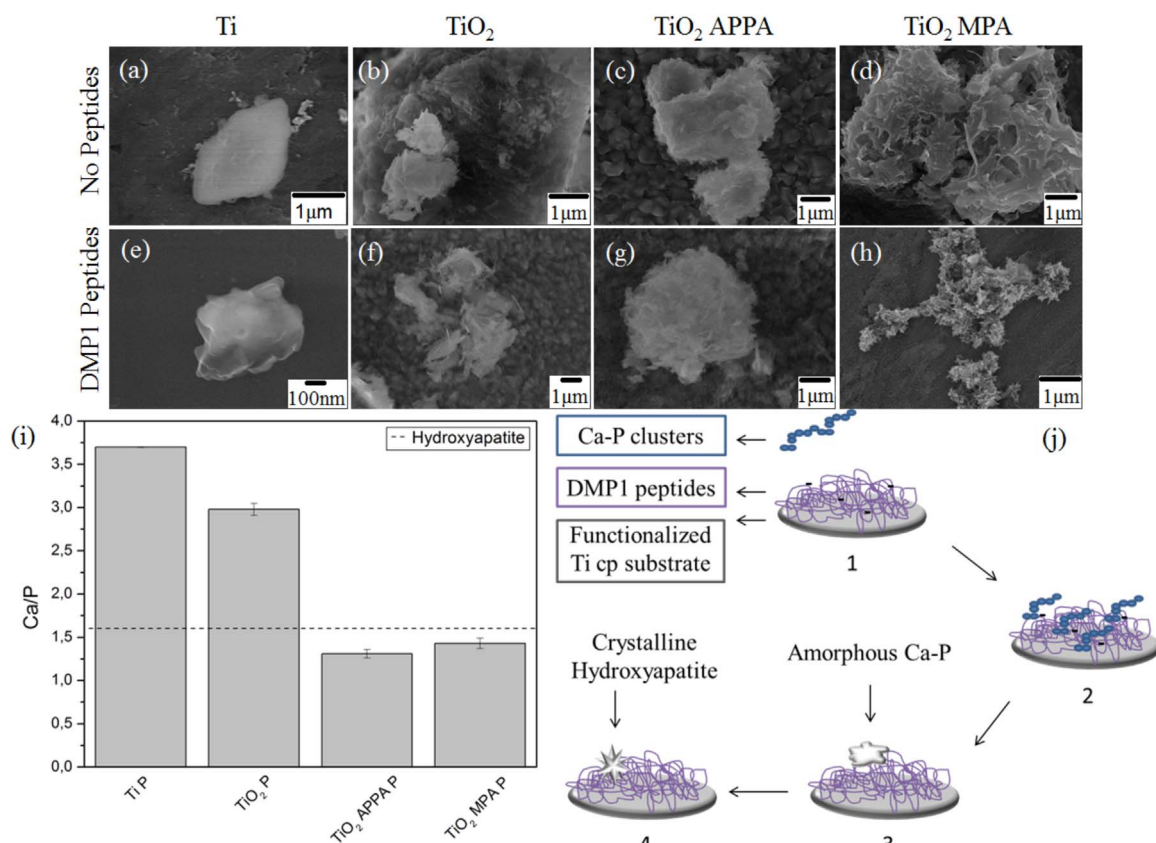 Ti
TiO2
TiO2 APPA
TiO2 MPA
No Peptides
(a)
1μm
(b)
1μm
(c)
1μm
(d)
1μm
DMP1 Peptides
(e)
100nm
(f)
1μm
(g)
1μm
(h)
1μm
(i)
4,0
3,5
3,0
2,5
2,0
1,5
1,0
0,5
0,0
Ca/P
Hydroxyapatite
Ti P
TiO2 P
TiO2 APPA P
TiO2 MPA P
(j)
Ca-P clusters
DMP1 peptides
Functionalized
Ti cp substrate
1
2
Amorphous Ca-P
3
Crystalline
Hydroxyapatite
4